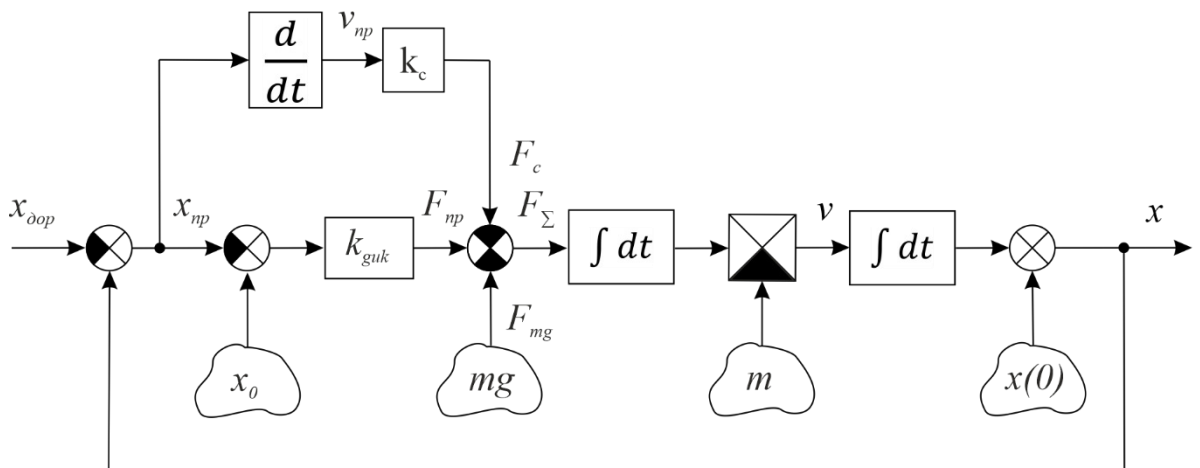 d
dt
v_пр
k_c
F_c
x_дор
x_пр
k_guk
F_пр
F_Σ
∫ dt
v
∫ dt
x
F_mg
x_0
mg
m
x(0)